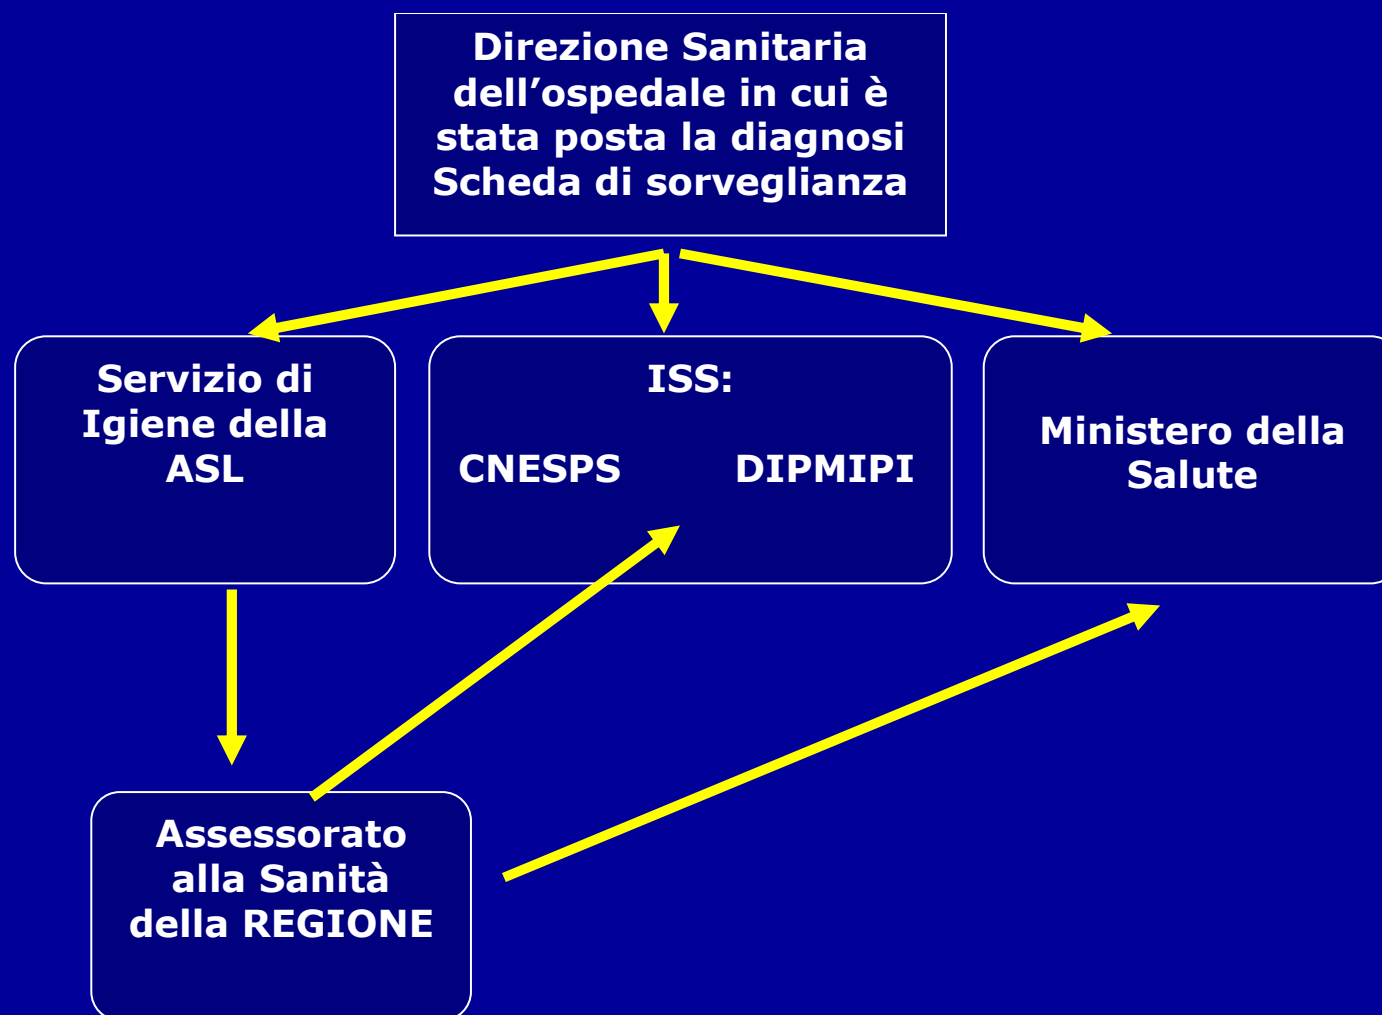 Direzione Sanitaria
dell’ospedale in cui è
stata posta la diagnosi
Scheda di sorveglianza
Servizio di
Igiene della
ASL
ISS:
CNESPS DIPMIPI
Ministero della
Salute
Assessorato
alla Sanità
della REGIONE